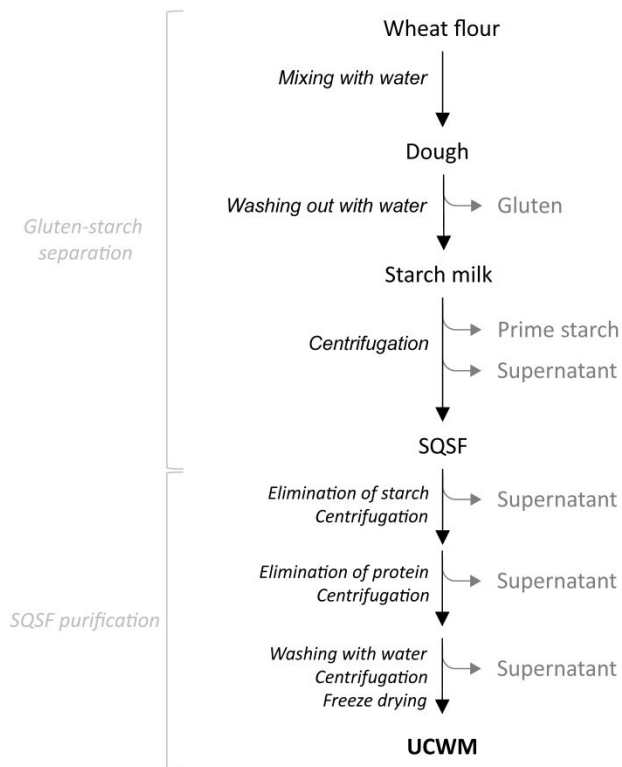 Wheat flour
Mixing with water
Dough
Washing out with water
Gluten
Gluten-starch
separation
Starch milk
Prime starch
Centrifugation
Supernatant
SQSF
Elimination of starch
Centrifugation
Supernatant
Elimination of protein
Centrifugation
Supernatant
SQSF purification
Washing with water
Centrifugation
Freeze drying
Supernatant
UCWM